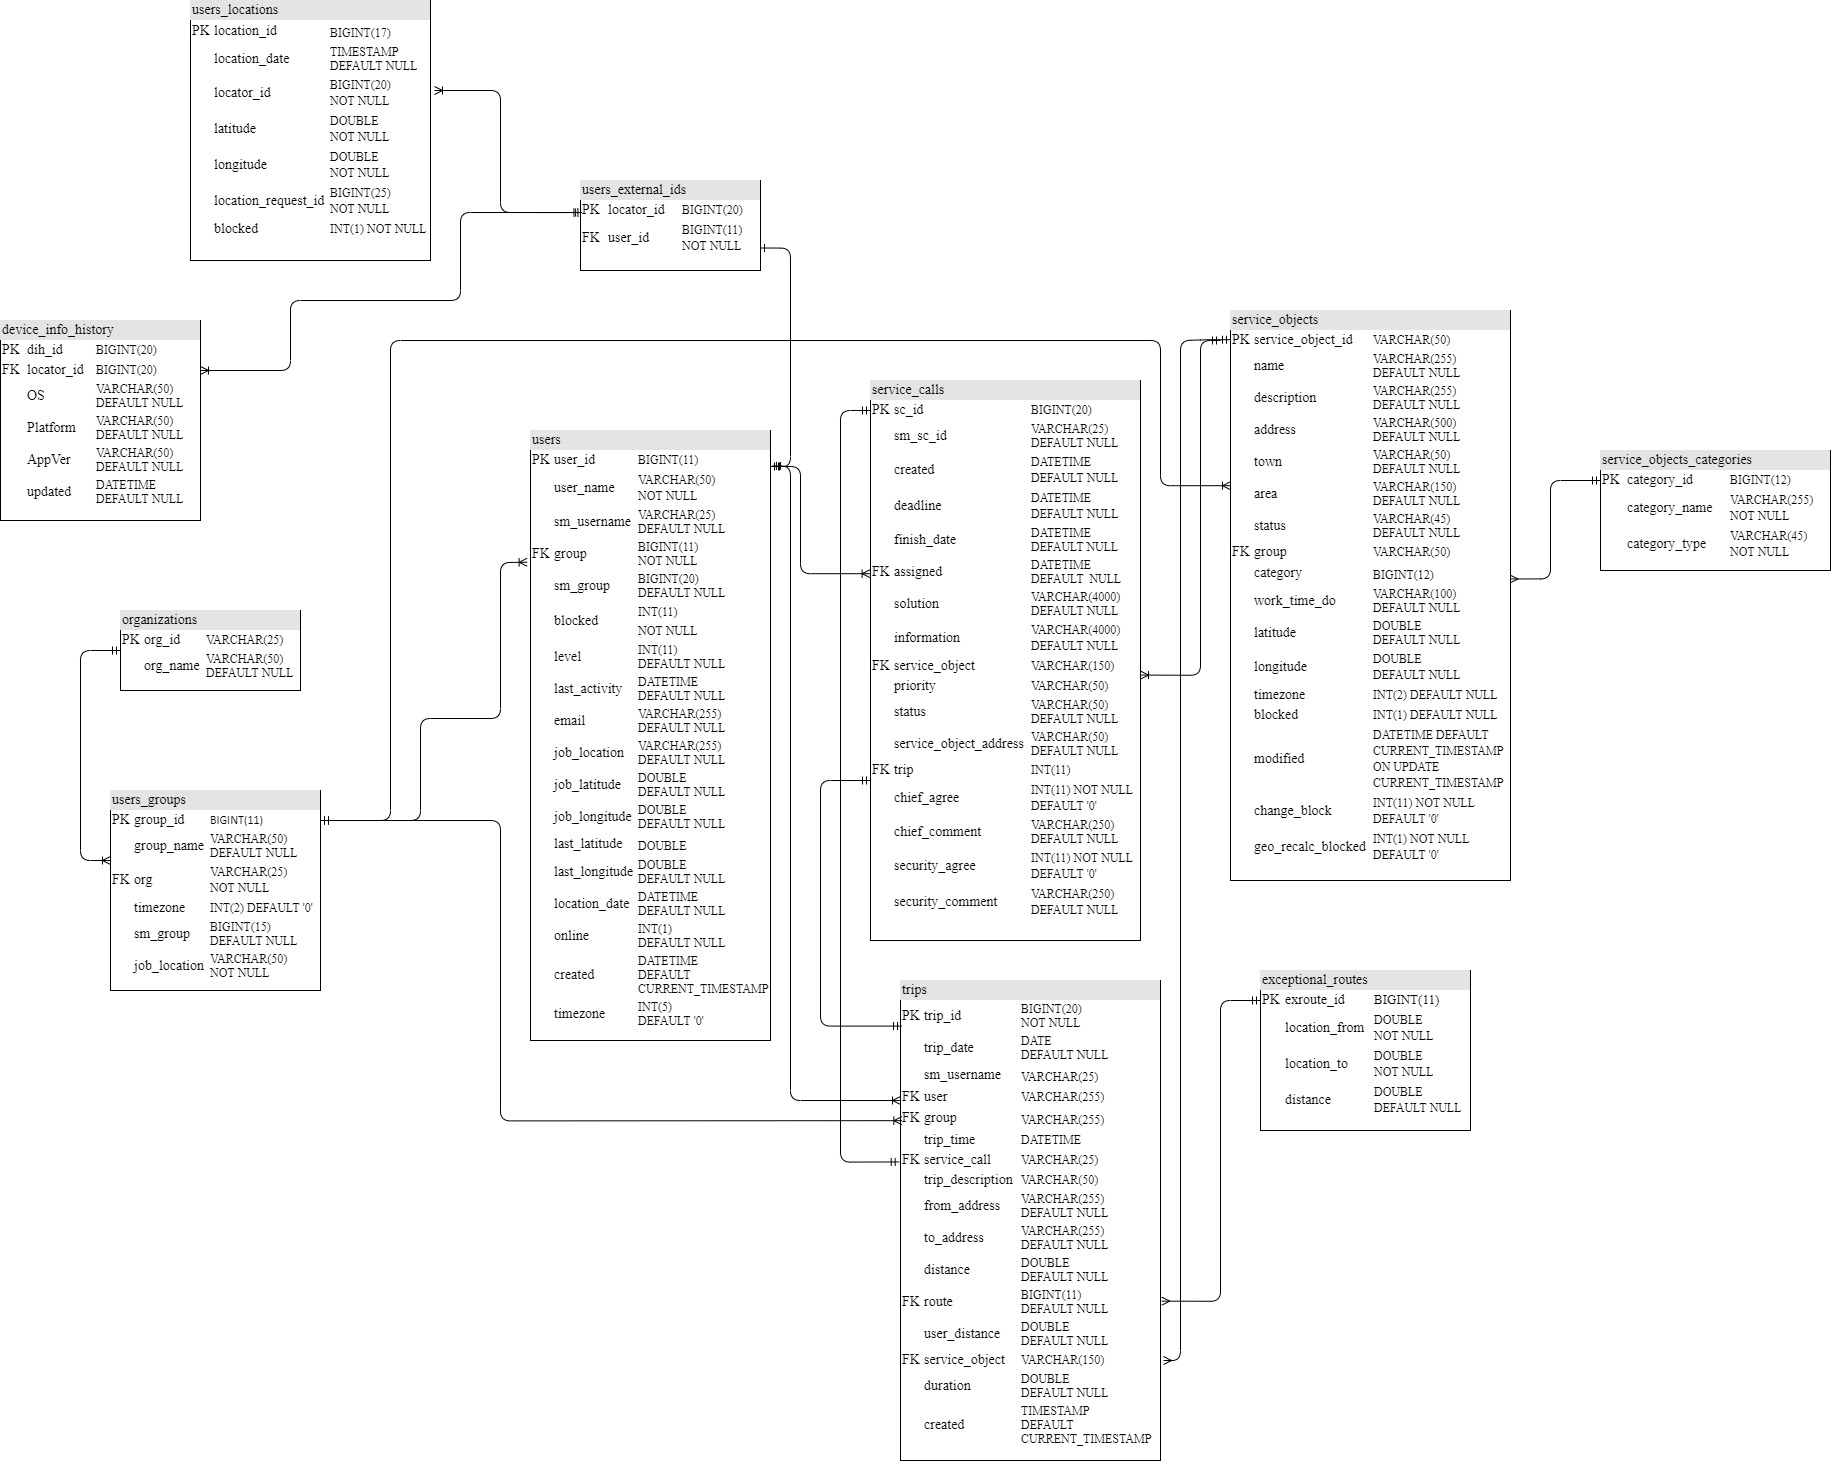 users_locations
PK location_id BIGINT(17)
location_date TIMESTAMP
DEFAULT NULL
locator_id BIGINT(20)
NOT NULL
latitude DOUBLE
NOT NULL
longitude DOUBLE
NOT NULL
location_request_id BIGINT(25)
NOT NULL
blocked INT(1) NOT NULL
users_external_ids
PK locator_id BIGINT(20)
FK user_id BIGINT(11)
NOT NULL
device_info_history
PK dih_id BIGINT(20)
FK locator_id BIGINT(20)
OS VARCHAR(50)
DEFAULT NULL
Platform VARCHAR(50)
DEFAULT NULL
AppVer VARCHAR(50)
DEFAULT NULL
updated DATETIME
DEFAULT NULL
users
PK user_id BIGINT(11)
user_name VARCHAR(50)
NOT NULL
sm_username VARCHAR(25)
DEFAULT NULL
FK group BIGINT(11)
NOT NULL
sm_group BIGINT(20)
DEFAULT NULL
blocked INT(11)
NOT NULL
level INT(11)
DEFAULT NULL
last_activity DATETIME
DEFAULT NULL
email VARCHAR(255)
DEFAULT NULL
job_location VARCHAR(255)
DEFAULT NULL
job_latitude DOUBLE
DEFAULT NULL
job_longitude DOUBLE
DEFAULT NULL
last_latitude DOUBLE
last_longitude DOUBLE
DEFAULT NULL
location_date DATETIME
DEFAULT NULL
online INT(1)
DEFAULT NULL
created DATETIME
DEFAULT
CURRENT_TIMESTAMP
timezone INT(5)
DEFAULT '0'
organizations
PK org_id VARCHAR(25)
org_name VARCHAR(50)
DEFAULT NULL
users_groups
PK group_id BIGINT(11)
group_name VARCHAR(50)
DEFAULT NULL
FK org VARCHAR(25)
NOT NULL
timezone INT(2) DEFAULT '0'
sm_group BIGINT(15)
DEFAULT NULL
job_location VARCHAR(50)
NOT NULL
service_calls
PK sc_id BIGINT(20)
sm_sc_id VARCHAR(25)
DEFAULT NULL
created DATETIME
DEFAULT NULL
deadline DATETIME
DEFAULT NULL
finish_date DATETIME
DEFAULT NULL
FK assigned DATETIME
DEFAULT NULL
solution VARCHAR(4000)
DEFAULT NULL
information VARCHAR(4000)
DEFAULT NULL
FK service_object VARCHAR(150)
priority VARCHAR(50)
status VARCHAR(50)
DEFAULT NULL
service_object_address VARCHAR(50)
DEFAULT NULL
FK trip INT(11)
chief_agree INT(11) NOT NULL
DEFAULT '0'
chief_comment VARCHAR(250)
DEFAULT NULL
security_agree INT(11) NOT NULL
DEFAULT '0'
security_comment VARCHAR(250)
DEFAULT NULL
service_objects
PK service_object_id VARCHAR(50)
name VARCHAR(255)
DEFAULT NULL
description VARCHAR(255)
DEFAULT NULL
address VARCHAR(500)
DEFAULT NULL
town VARCHAR(50)
DEFAULT NULL
area VARCHAR(150)
DEFAULT NULL
status VARCHAR(45)
DEFAULT NULL
FK group VARCHAR(50)
category BIGINT(12)
work_time_do VARCHAR(100)
DEFAULT NULL
latitude DOUBLE
DEFAULT NULL
longitude DOUBLE
DEFAULT NULL
timezone INT(2) DEFAULT NULL
blocked INT(1) DEFAULT NULL
modified DATETIME DEFAULT
CURRENT_TIMESTAMP
ON UPDATE
CURRENT_TIMESTAMP
change_block INT(11) NOT NULL
DEFAULT '0'
geo_recalc_blocked INT(1) NOT NULL
DEFAULT '0'
service_objects_categories
PK category_id BIGINT(12)
category_name VARCHAR(255)
NOT NULL
category_type VARCHAR(45)
NOT NULL
trips
PK trip_id BIGINT(20)
NOT NULL
trip_date DATE
DEFAULT NULL
sm_username VARCHAR(25)
FK user VARCHAR(255)
FK group VARCHAR(255)
trip_time DATETIME
FK service_call VARCHAR(25)
trip_description VARCHAR(50)
from_address VARCHAR(255)
DEFAULT NULL
to_address VARCHAR(255)
DEFAULT NULL
distance DOUBLE
DEFAULT NULL
FK route BIGINT(11)
DEFAULT NULL
user_distance DOUBLE
DEFAULT NULL
FK service_object VARCHAR(150)
duration DOUBLE
DEFAULT NULL
created TIMESTAMP
DEFAULT
CURRENT_TIMESTAMP
exceptional_routes
PK exroute_id BIGINT(11)
location_from DOUBLE
NOT NULL
location_to DOUBLE
NOT NULL
distance DOUBLE
DEFAULT NULL